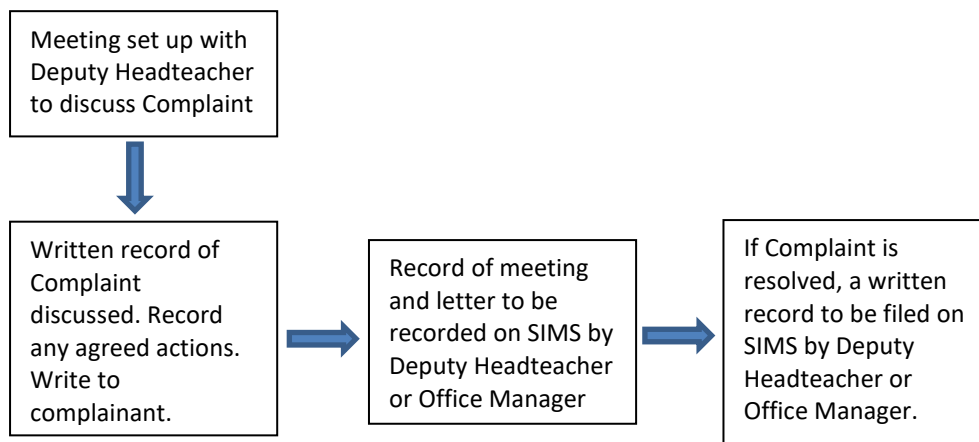 Meeting set up with
Deputy Headteacher
to discuss Complaint
Written record of
Complaint
discussed. Record
any agreed actions.
Write to
complainant.
Record of meeting
and letter to be
recorded on SIMS by
Deputy Headteacher
or Office Manager
If Complaint is
resolved, a written
record to be filed on
SIMS by Deputy
Headteacher or
Office Manager.